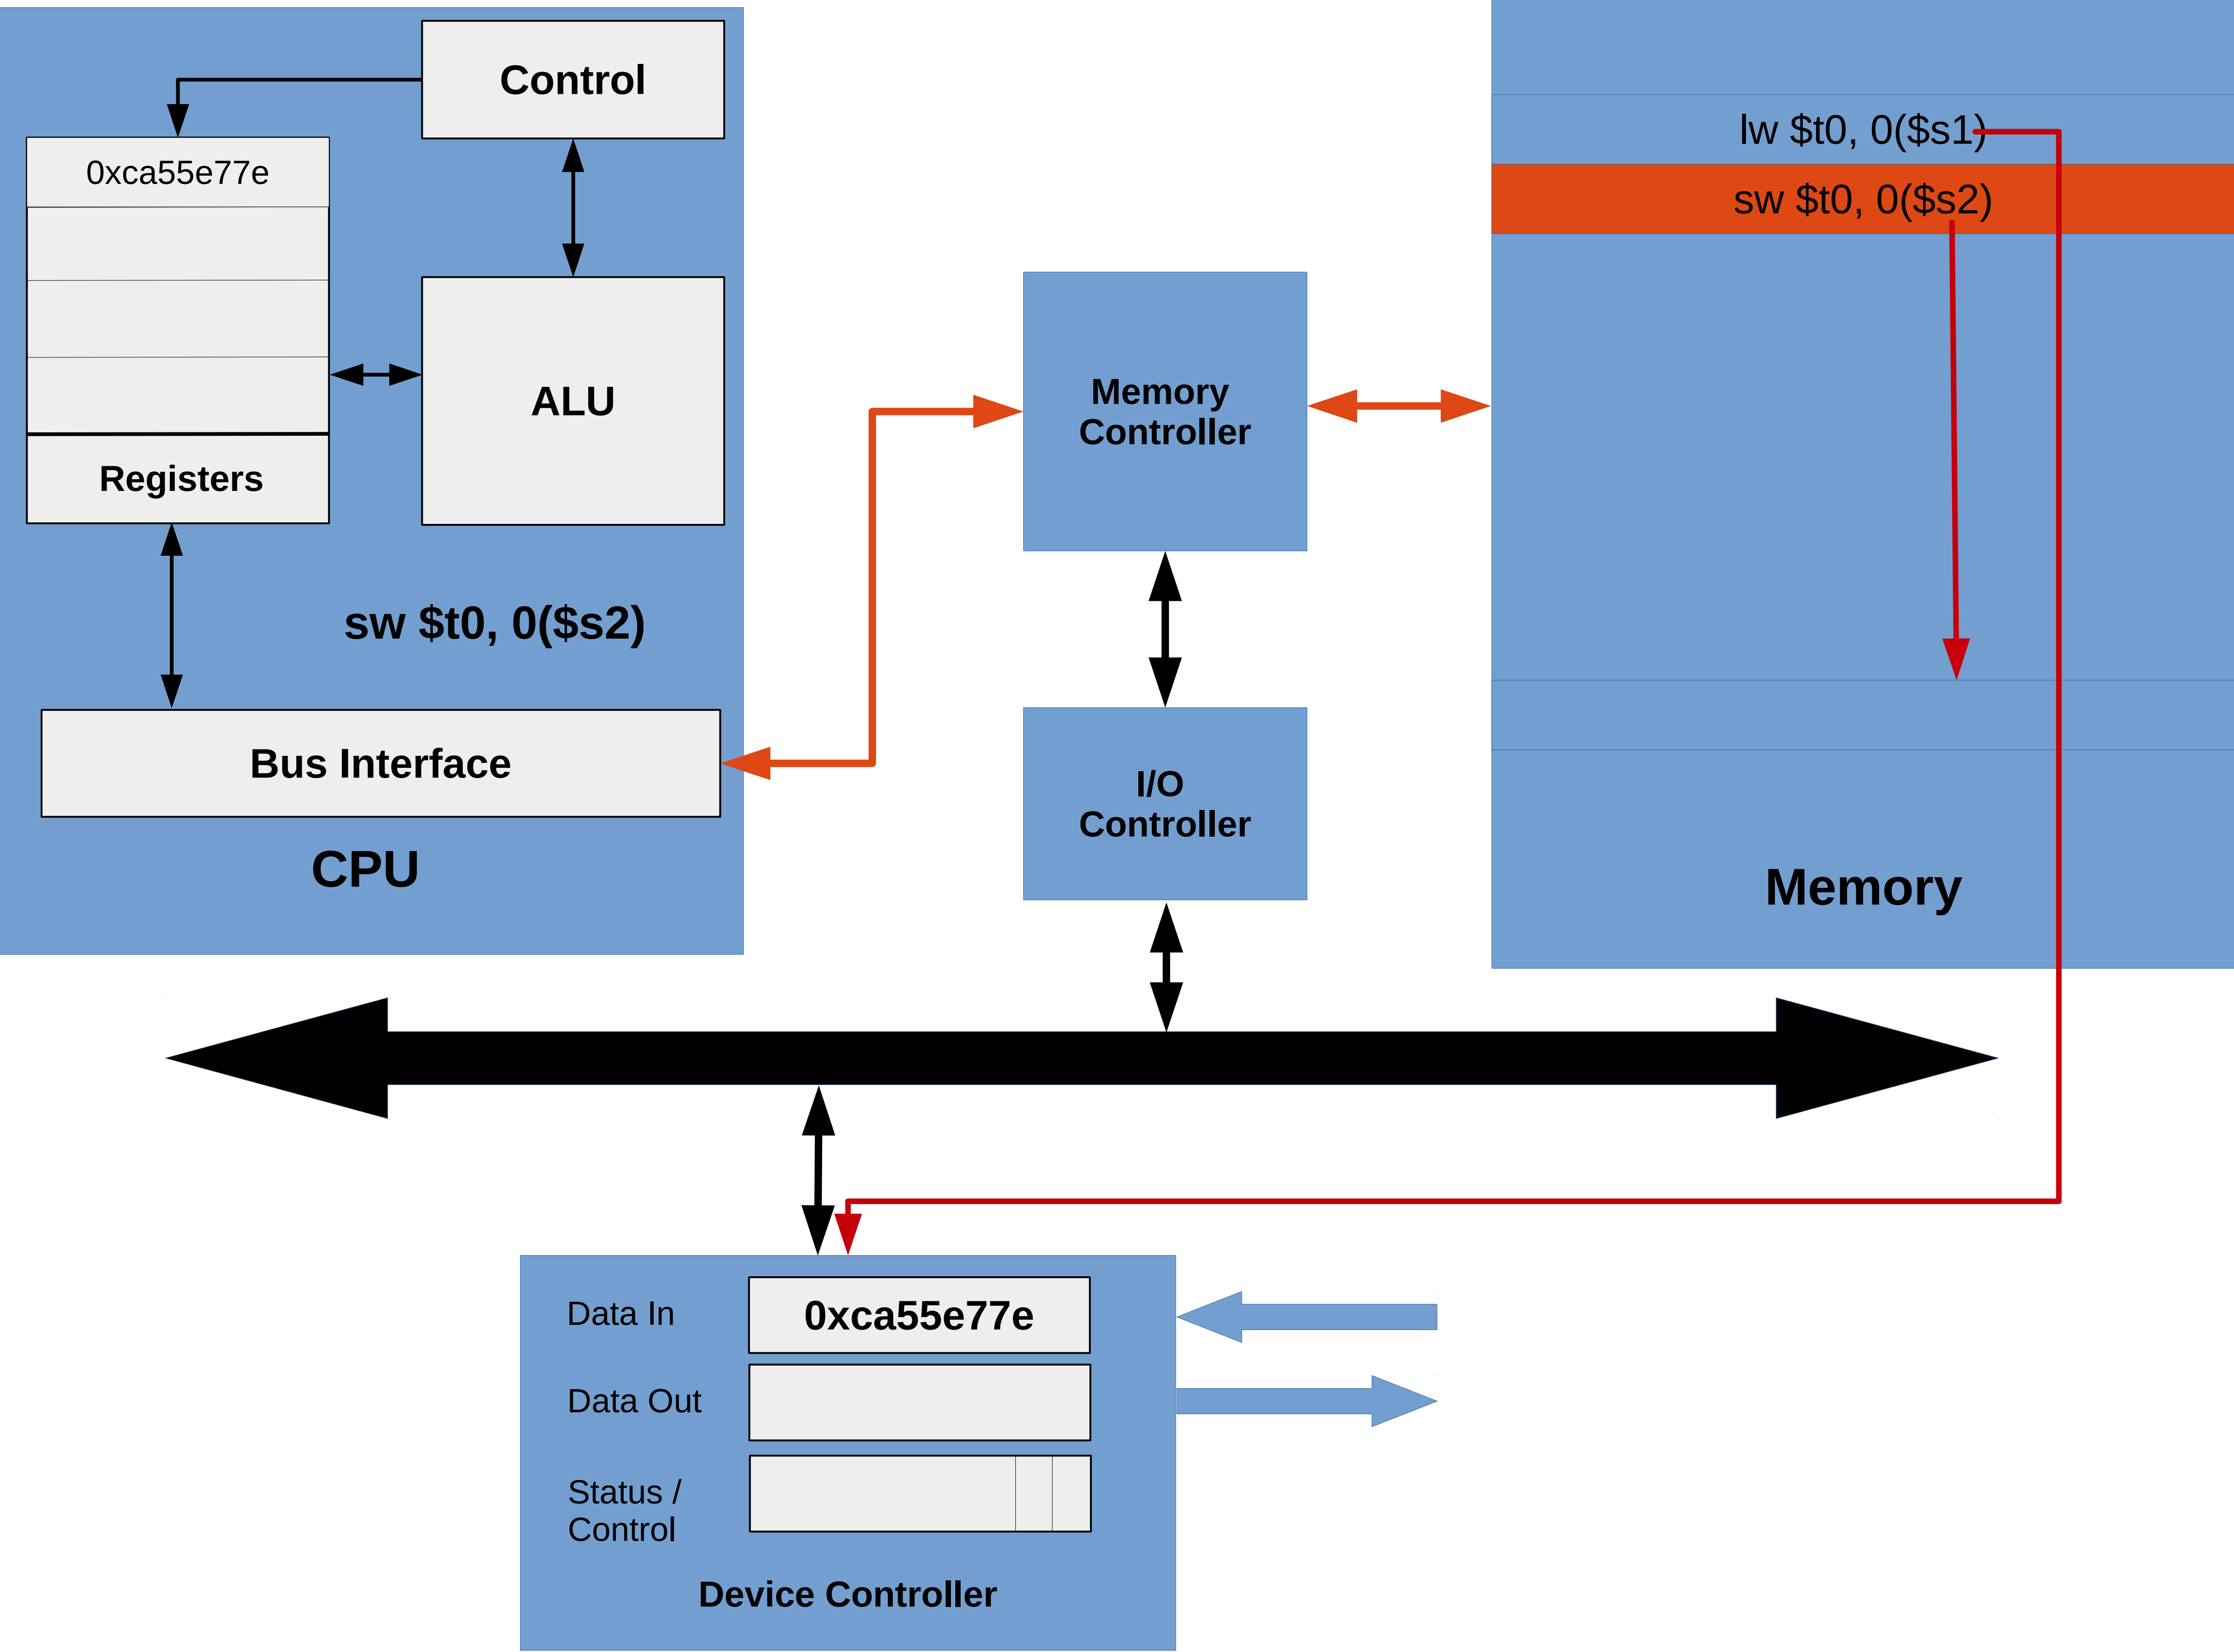 Control
0xca55e77e
ALU
Registers
sw $t0, 0($s2)
Bus Interface
CPU
Memory
Controller
I/O
Controller
lw $t0, 0($s1)
sw $t0, 0($s2)
Memory
Data In
0xca55e77e
Data Out
Status /
Control
Device Controller